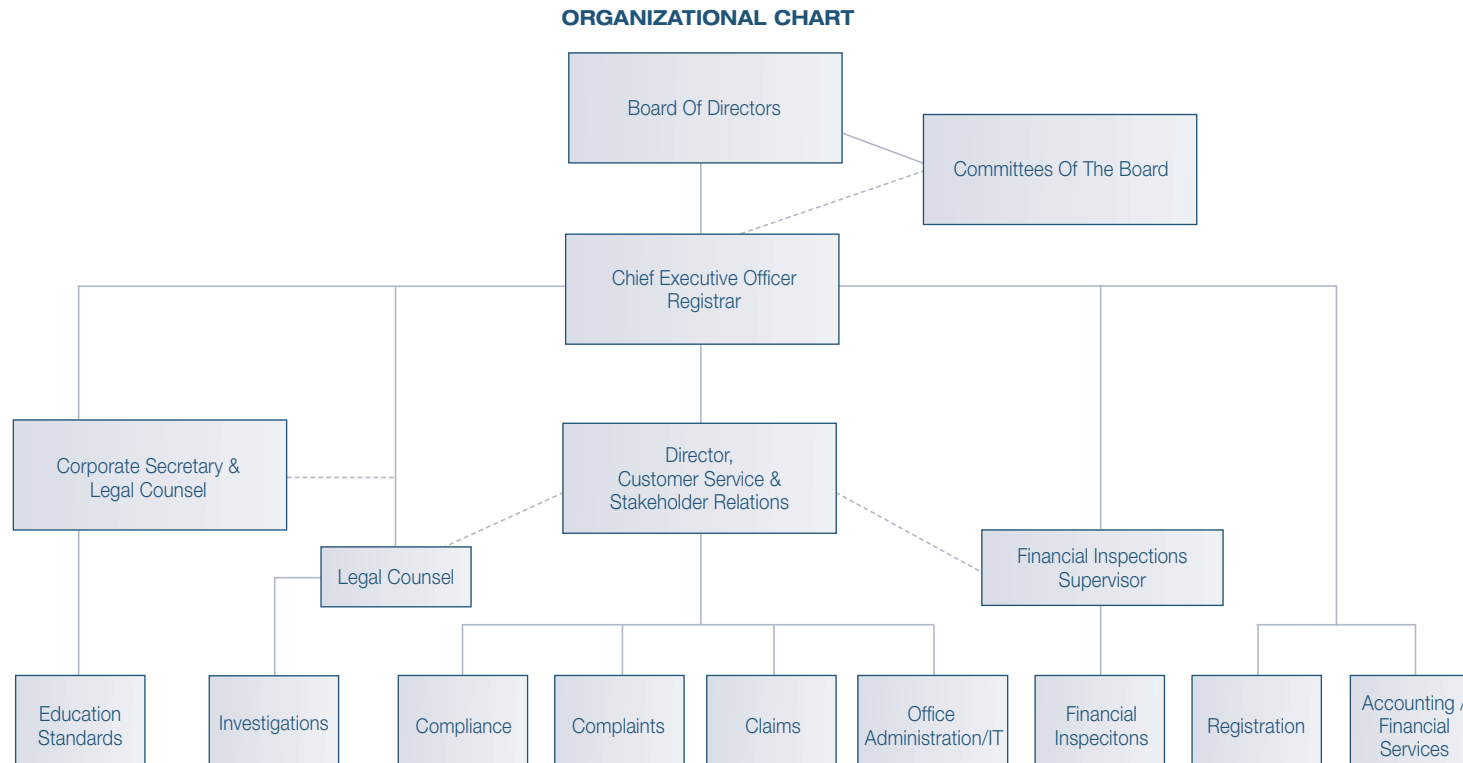 ORGANIZATIONAL CHART
Board Of Directors
Committees Of The Board
Chief Executive Officer
Registrar
Corporate Secretary &
Legal Counsel
Director,
Customer Service &
Stakeholder Relations
Legal Counsel
Financial Inspections
Supervisor
Education
Standards
Investigations
Compliance
Complaints
Claims
Office
Administration/IT
Financial
Inspecitons
Registration
Accounting /
Financial
Services